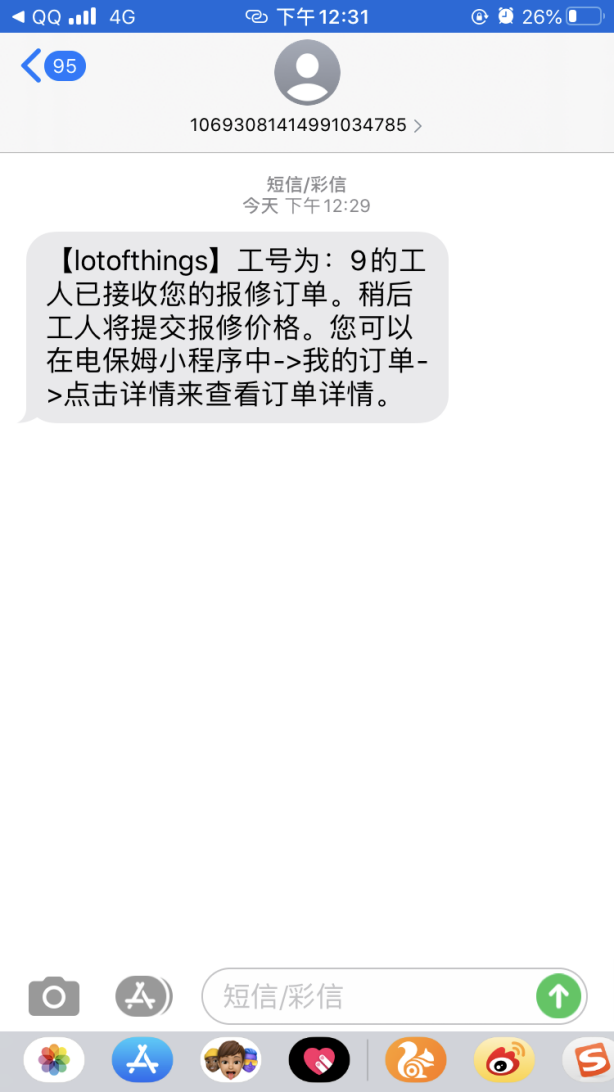 QQ 4G 下午12:31 26%
95
10693081414991034785
短信/彩信
今天 下午12:29
【lotofthings】工号为：9的工
人已接收您的报修订单。稍后
工人将提交报修价格。您可以
在电保姆小程序中->我的订单-
>点击详情来查看订单详情。
短信/彩信